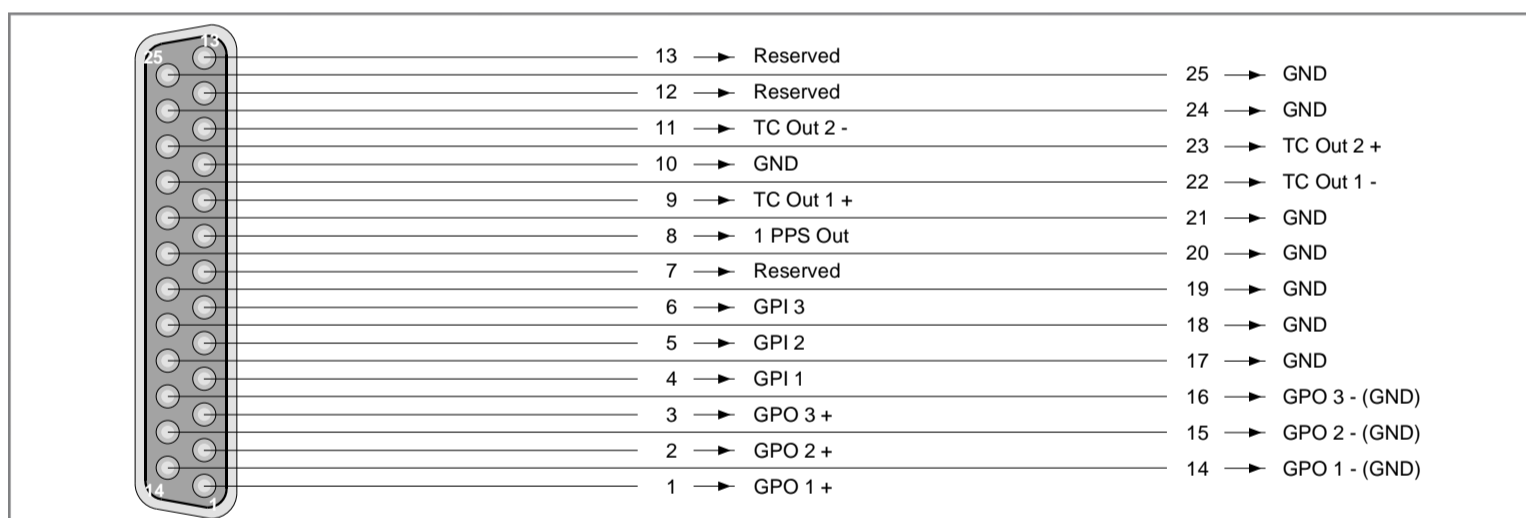 13
25
14
1
13 Reserved
25 GND
12 Reserved
24 GND
11 TC Out 2 -
23 TC Out 2 +
10 GND
22 TC Out 1 -
9 TC Out 1 +
21 GND
8 1 PPS Out
20 GND
7 Reserved
19 GND
6 GPI 3
18 GND
5 GPI 2
17 GND
4 GPI 1
16 GPO 3 - (GND)
3 GPO 3 +
15 GPO 2 - (GND)
2 GPO 2 +
14 GPO 1 - (GND)
1 GPO 1 +